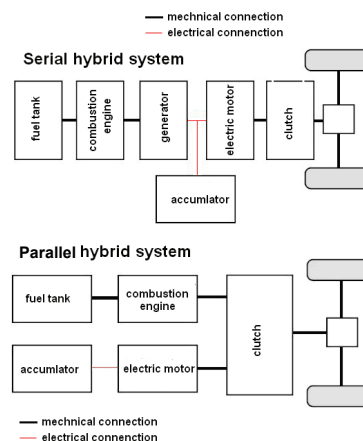 mechnical connection
electrical connenction
Serial hybrid system
fuel tank
combustion
engine
generator
electric motor
clutch
accumlator
Parallel hybrid system
fuel tank
combustion
engine
clutch
accumlator
electric motor
mechnical connection
electrical connenction